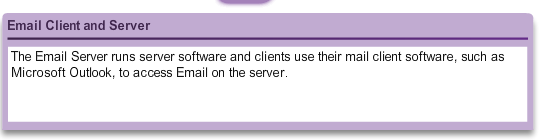 Email Client and Server
The Email Server runs server software and clients use their mail client software, such as
Microsoft Outlook, to access Email on the server.